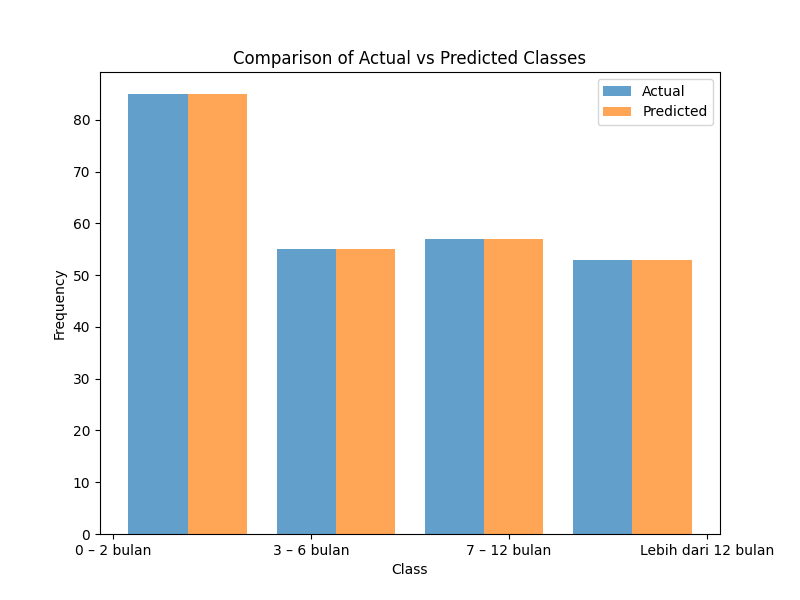 Comparison of Actual vs Predicted Classes
Actual
Predicted
Frequency
80
70
60
50
40
30
20
10
0
0 – 2 bulan
3 – 6 bulan
7 – 12 bulan
Lebih dari 12 bulan
Class